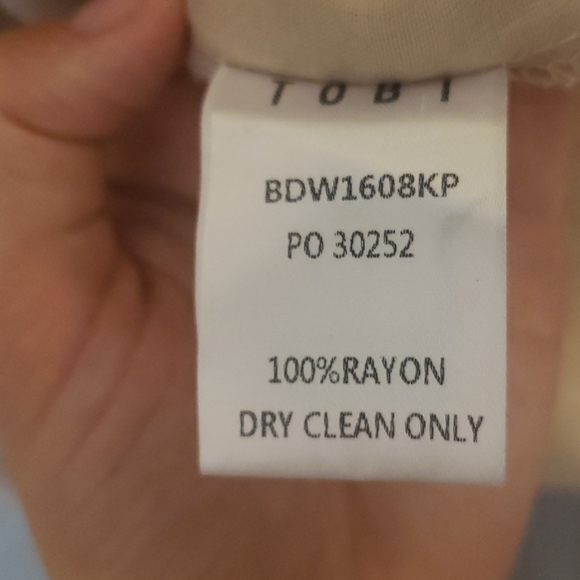 TOBI
BDW1608KP
PO 30252
100%RAYON
DRY CLEAN ONLY